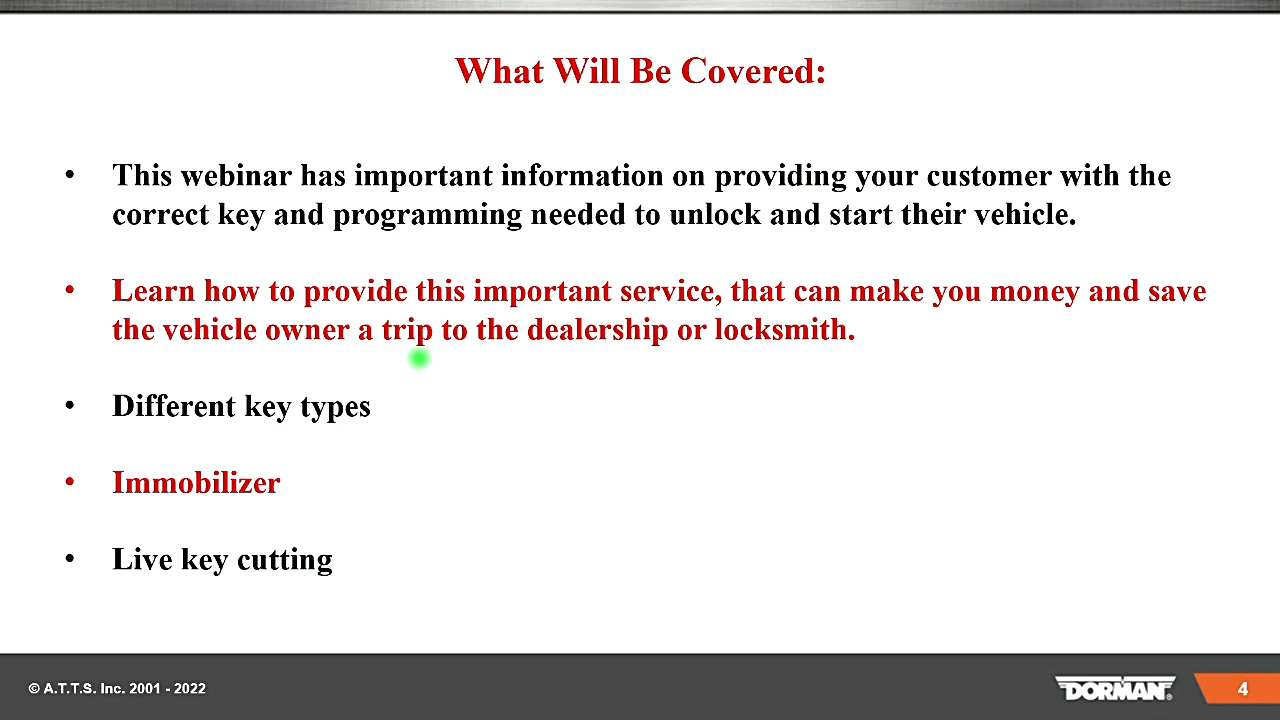 What Will Be Covered:
• This webinar has important information on providing your customer with the
correct key and programming needed to unlock and start their vehicle.
• Learn how to provide this important service, that can make you money and save
the vehicle owner a trip to the dealership or locksmith.
• Different key types
• Immobilizer
• Live key cutting
© A.T.T.S. Inc. 2001 - 2022
DORMAN®
4